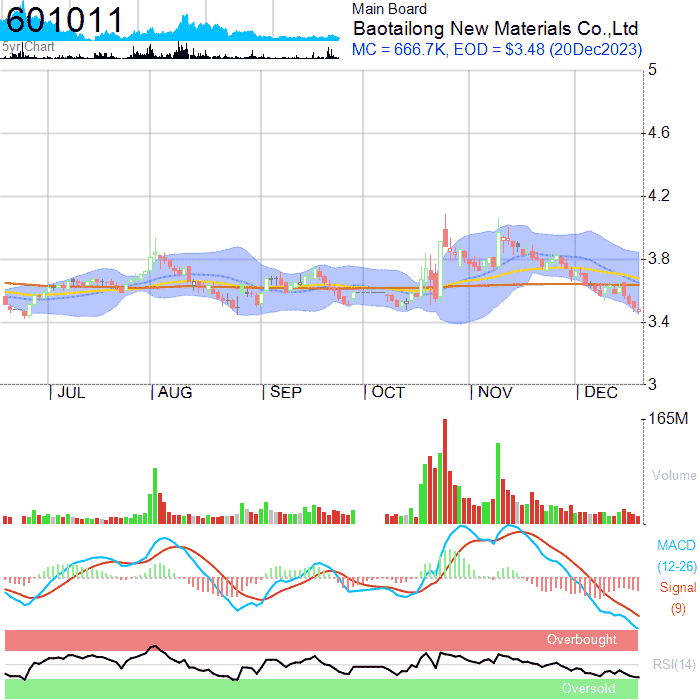 601011
5yr Chart
Main Board
Baotailong New Materials Co.,Ltd
MC = 666.7K, EOD = $3.48 (20Dec2023)
5
4.6
4.2
3.8
3.4
3
JUL AUG SEP OCT NOV DEC
165M
Volume
MACD
(12-26)
Signal
(9)
Overbought
RSI(14)
Oversold